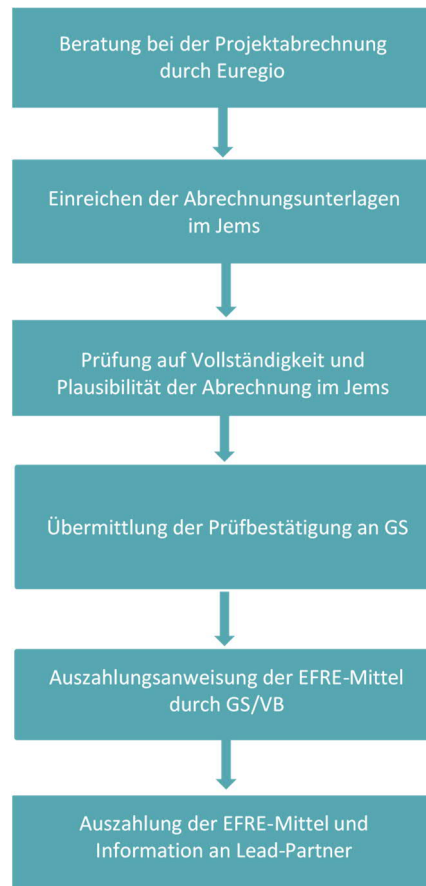 Beratung bei der Projektabrechnung
durch Euregio
Einreichen der Abrechnungsunterlagen
im Jems
Prüfung auf Vollständigkeit und
Plausibilität der Abrechnung im Jems
Übermittlung der Prüfbestätigung an GS
Auszahlungsanweisung der EFRE-Mittel
durch GS/VB
Auszahlung der EFRE-Mittel und
Information an Lead-Partner